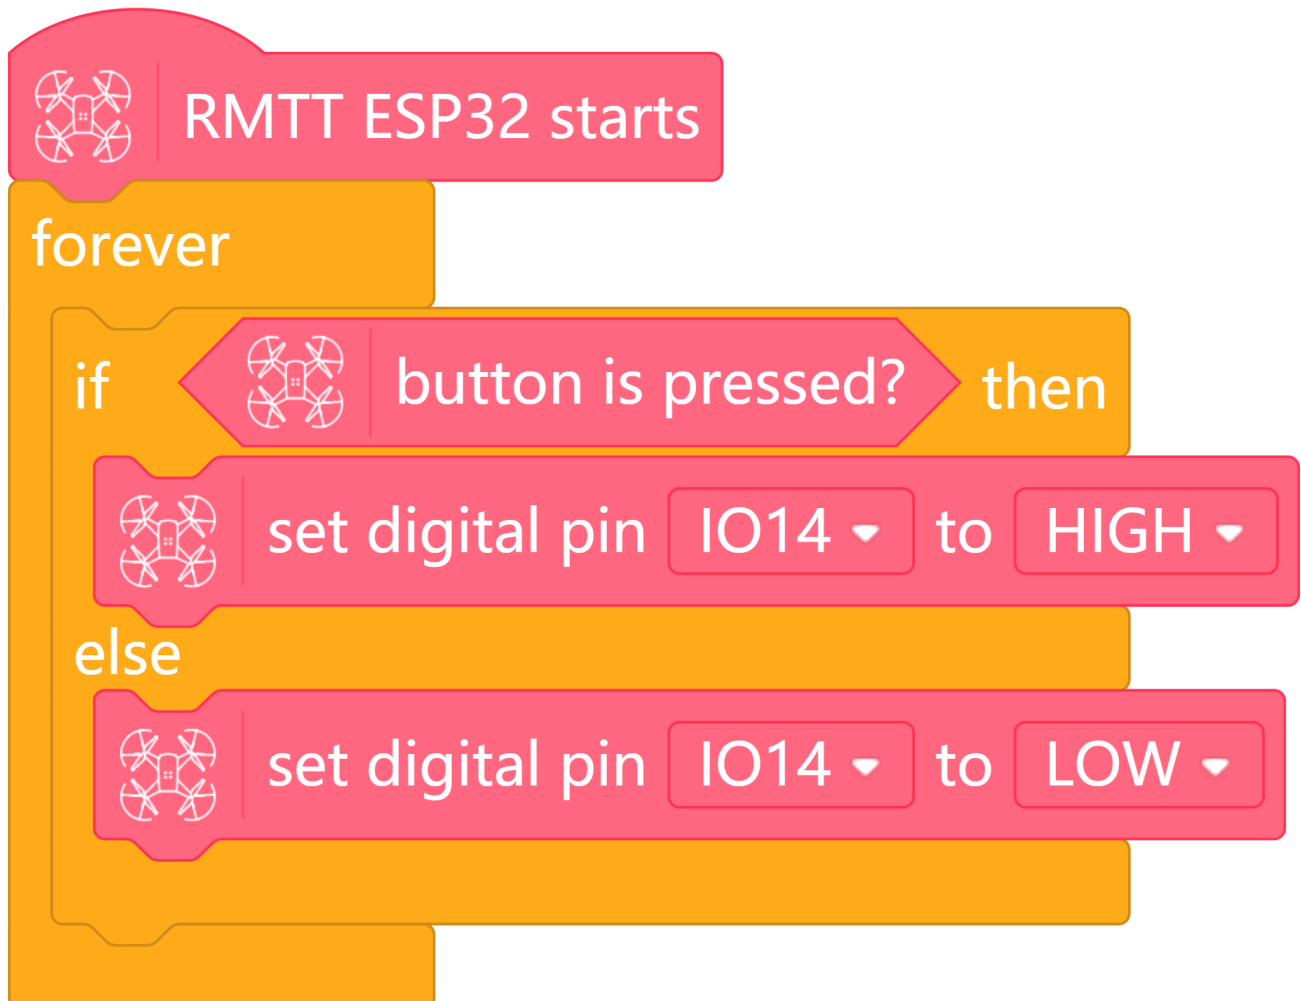 RMTT ESP32 starts
forever
if button is pressed? then
set digital pin IO14 to HIGH
else
set digital pin IO14 to LOW